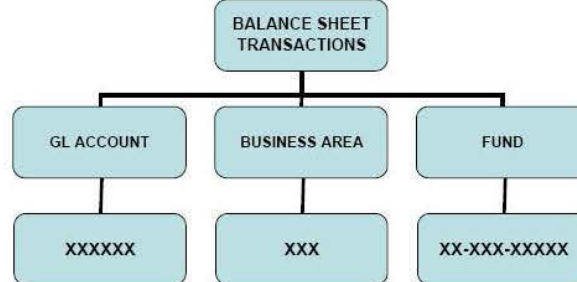 BALANCE SHEET
TRANSACTIONS
GL ACCOUNT
BUSINESS AREA
FUND
XXXXXX
XXX
XX-XXX-XXXXX